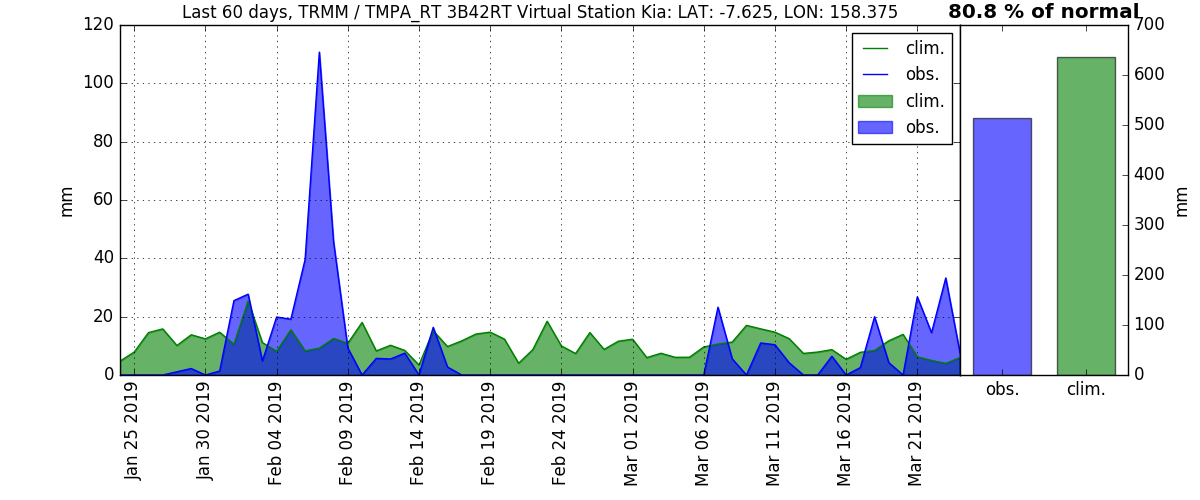 Last 60 days, TRMM / TMPA_RT 3B42RT Virtual Station Kia: LAT: -7.625, LON: 158.375
80.8 % of normal
120
100
80
60
40
20
0
mm
clim.
obs.
clim.
obs.
700
600
500
400
300
200
100
0
mm
Jan 25 2019
Jan 30 2019
Feb 04 2019
Feb 09 2019
Feb 14 2019
Feb 19 2019
Feb 24 2019
Mar 01 2019
Mar 06 2019
Mar 11 2019
Mar 16 2019
Mar 21 2019
obs.
clim.